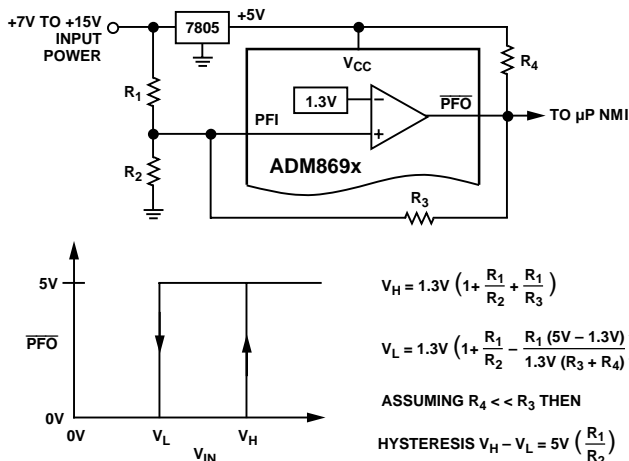 +7V TO +15V
INPUT
POWER
7805
+5V
VCC
R4
R1
1.3V
−
PFO
TO µP NMI
PFI
+
R2
ADM869x
R3
5V
PFO
0V
0V
VL
VH
VIN
VH = 1.3V (1+ R1/R2 + R1/R3)
VL = 1.3V (1+ R1/R2 − R1 (5V − 1.3V)/1.3V (R3 + R4)
ASSUMING R4 << R3 THEN
HYSTERESIS VH − VL = 5V (R1/R2)